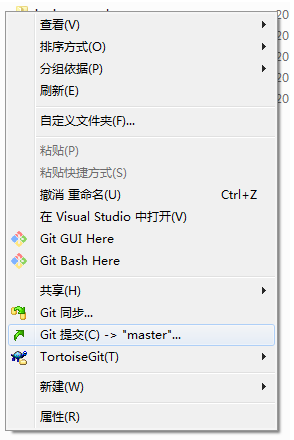 查看(V)
排序方式(O)
分组依据(P)
刷新(E)
自定义文件夹(F)...
粘贴(P)
粘贴快捷方式(S)
撤消 重命名(U) Ctrl+Z
在 Visual Studio 中打开(V)
Git GUI Here
Git Bash Here
共享(H)
Git 同步...
Git 提交(C) -> "master"...
TortoiseGit(T)
新建(W)
属性(R)